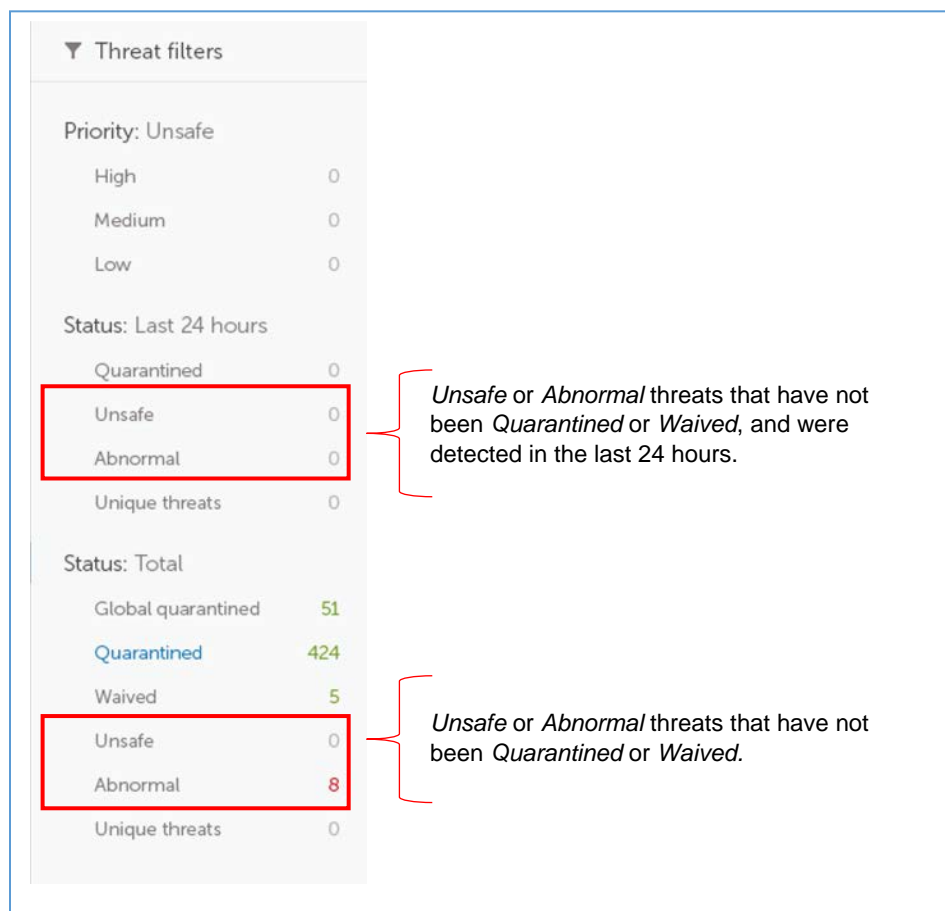 Threat filters
Priority: Unsafe
High 0
Medium 0
Low 0
Status: Last 24 hours
Quarantined 0
Unsafe 0
Abnormal 0
Unique threats 0
Unsafe or Abnormal threats that have not
been Quarantined or Waived, and were
detected in the last 24 hours.
Status: Total
Global quarantined 51
Quarantined 424
Waived 5
Unsafe 0
Abnormal 8
Unique threats 0
Unsafe or Abnormal threats that have not
been Quarantined or Waived.